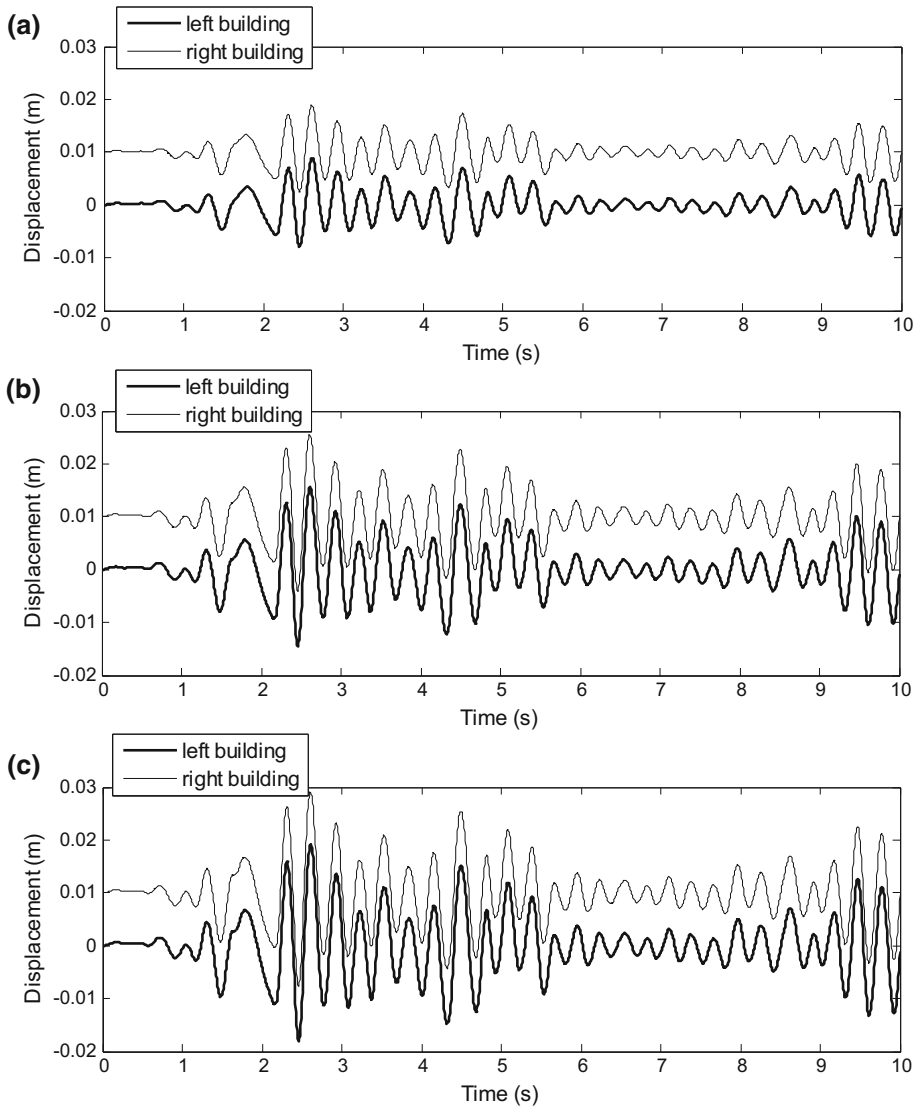 (a)
left building
right building
0.03
0.02
0.01
0
-0.01
-0.02
Displacement (m)
0 1 2 3 4 5 6 7 8 9 10
Time (s)
(b)
left building
right building
0.03
0.02
0.01
0
-0.01
-0.02
Displacement (m)
0 1 2 3 4 5 6 7 8 9 10
Time (s)
(c)
left building
right building
0.03
0.02
0.01
0
-0.01
-0.02
Displacement (m)
0 1 2 3 4 5 6 7 8 9 10
Time (s)